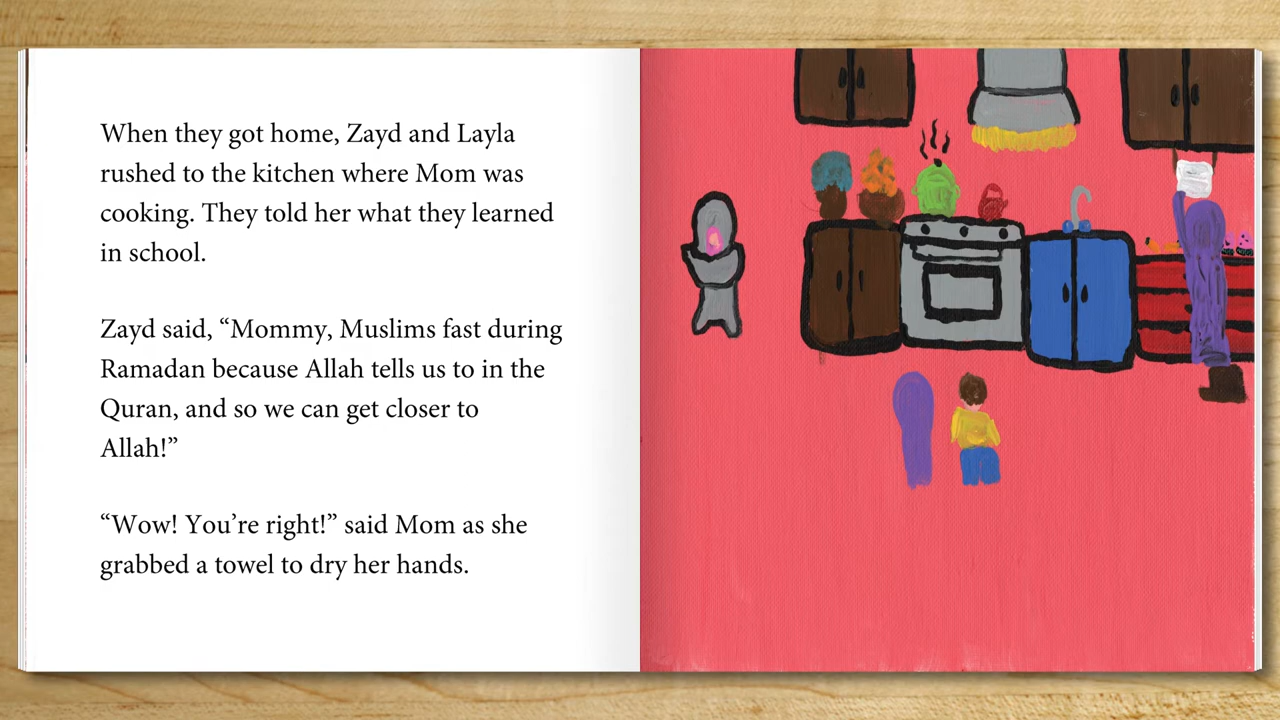 When they got home, Zayd and Layla
rushed to the kitchen where Mom was
cooking. They told her what they learned
in school.
Zayd said, “Mommy, Muslims fast during
Ramadan because Allah tells us to in the
Quran, and so we can get closer to
Allah!”
“Wow! You’re right!” said Mom as she
grabbed a towel to dry her hands.